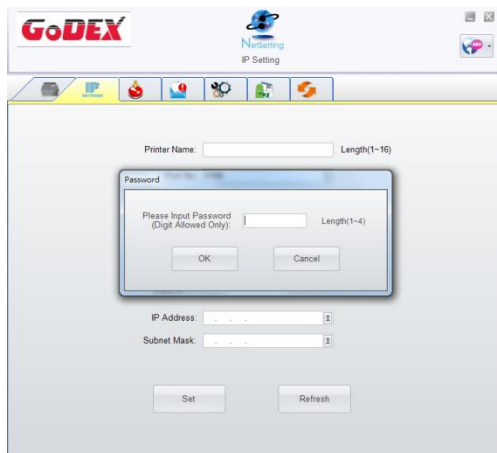 GoDEX
NetSetting
IP Setting
IP
Printer Name:
Length(1~16)
Password
Please Input Password
(Digit Allowed Only):
Length(1~4)
OK
Cancel
IP Address:
Subnet Mask:
Set
Refresh